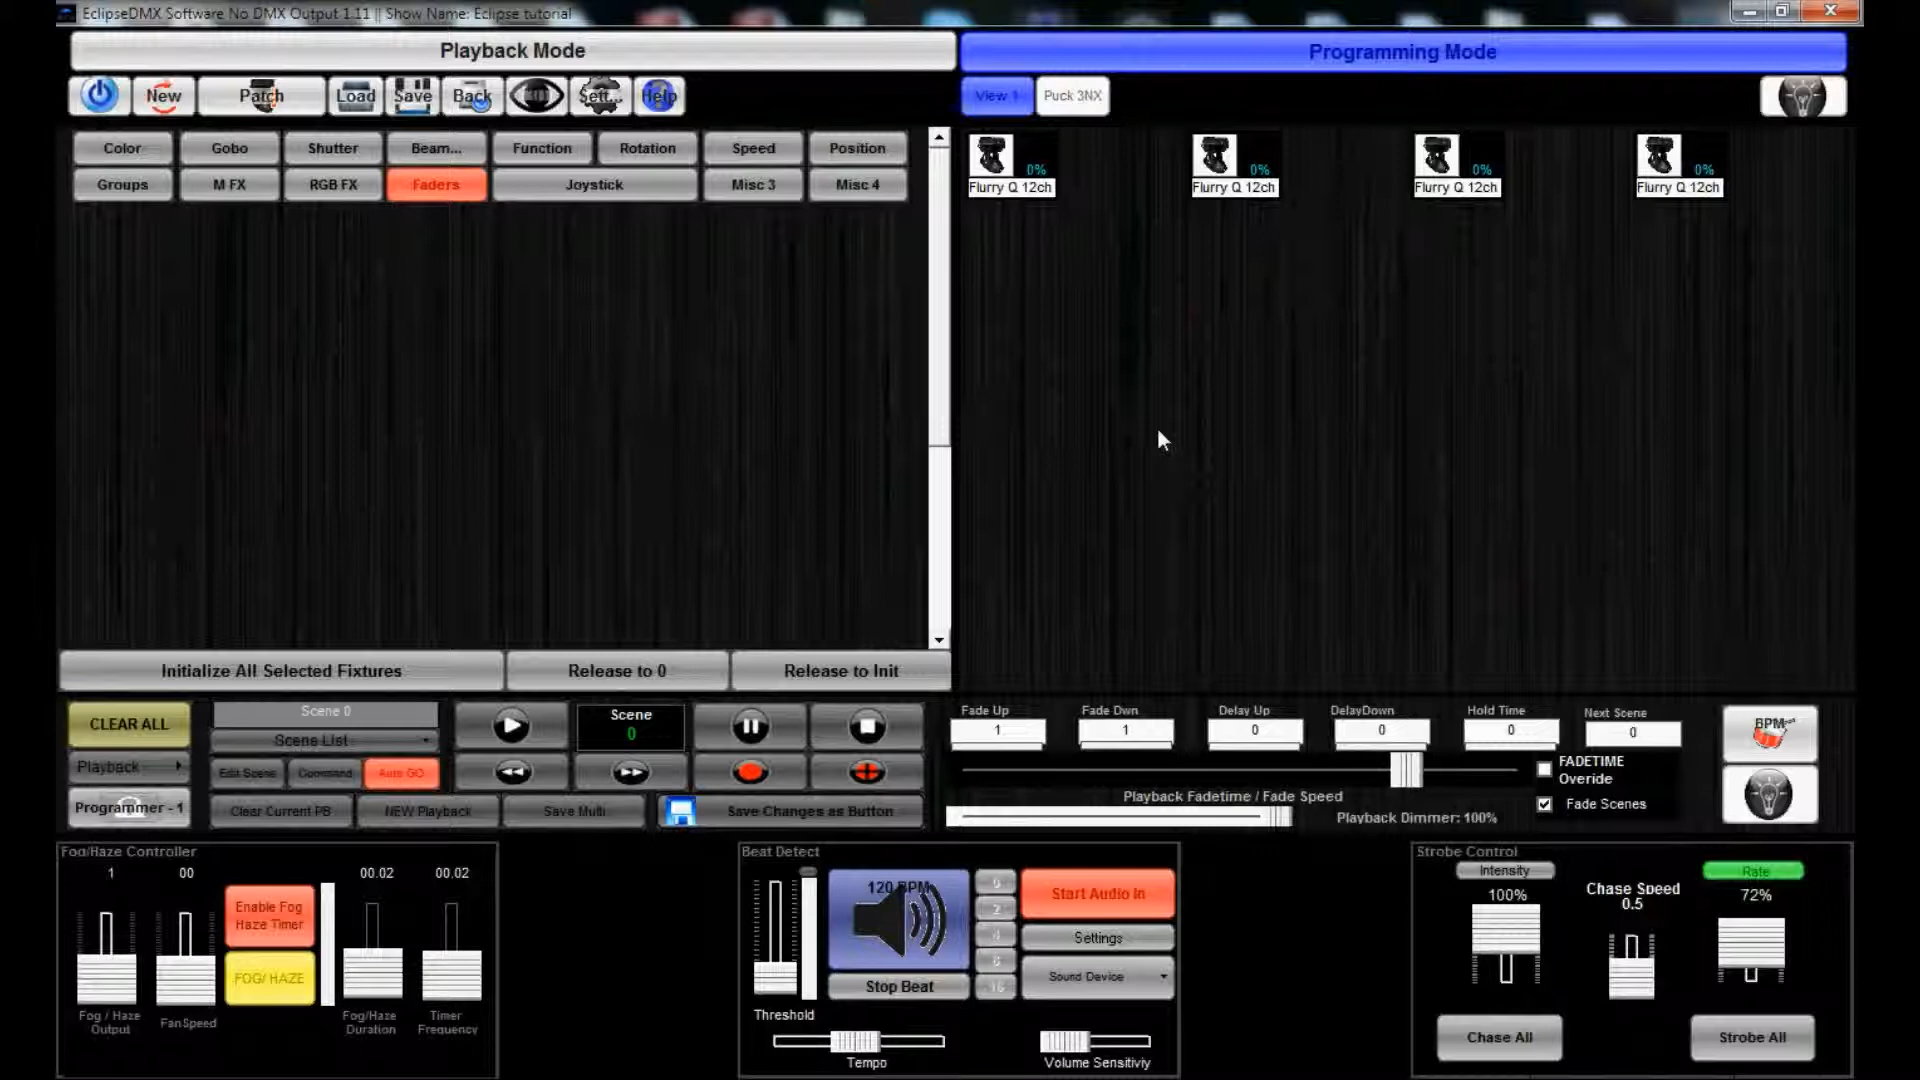 EclipseDMX Software No DMX Output 1.11 || Show Name: Eclipse tutorial
Playback Mode
Programming Mode
New
Patch
Load
Save
Back
3D
Sett...
Help
View 1
Puck 3NX
Color
Gobo
Shutter
Beam...
Function
Rotation
Speed
Position
Groups
M FX
RGB FX
Faders
Joystick
Misc 3
Misc 4
0%
0%
0%
0%
Flurry Q 12ch
Flurry Q 12ch
Flurry Q 12ch
Flurry Q 12ch
Initialize All Selected Fixtures
Release to 0
Release to Init
CLEAR ALL
Scene 0
Scene List
Playback
Edit Scene
Command
Auto GO
Programmer - 1
Clear Current PB
NEW Playback
Save Multi
Save Changes as Button
Scene
0
Fade Up
Fade Dwn
Delay Up
DelayDown
Hold Time
Next Scene
1
1
0
0
0
0
FADETIME
Overide
Playback Fadetime / Fade Speed
Fade Scenes
Playback Dimmer: 100%
BPM
Fog/Haze Controller
1
00
00.02
00.02
Enable Fog
Haze Timer
FOG/ HAZE
Fog / Haze
Output
FanSpeed
Fog/Haze
Duration
Timer
Frequency
Beat Detect
120 BPM
Start Audio In
Settings
Sound Device
Stop Beat
Threshold
Tempo
Volume Sensitiviy
Strobe Control
Intensity
100%
Chase Speed
0.5
Rate
72%
Chase All
Strobe All